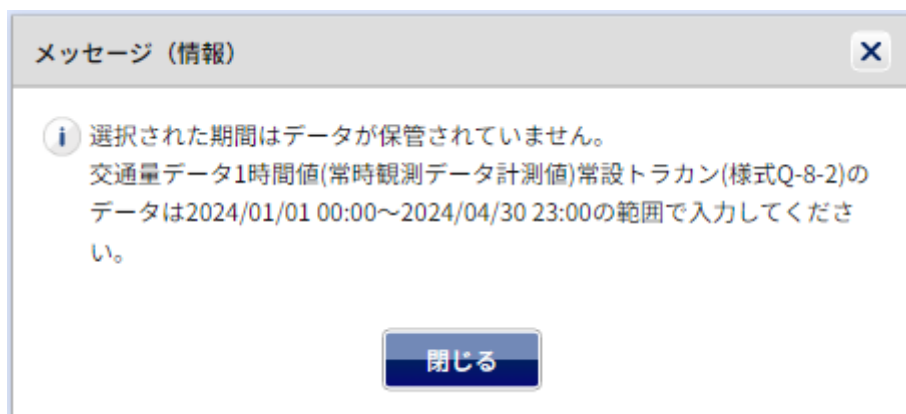 メッセージ（情報）
選択された期間はデータが保管されていません。
交通量データ1時間値(常時観測データ計測値)常設トラカン(様式Q-8-2)の
データは2024/01/01 00:00～2024/04/30 23:00の範囲で入力してくださ
い。
閉じる